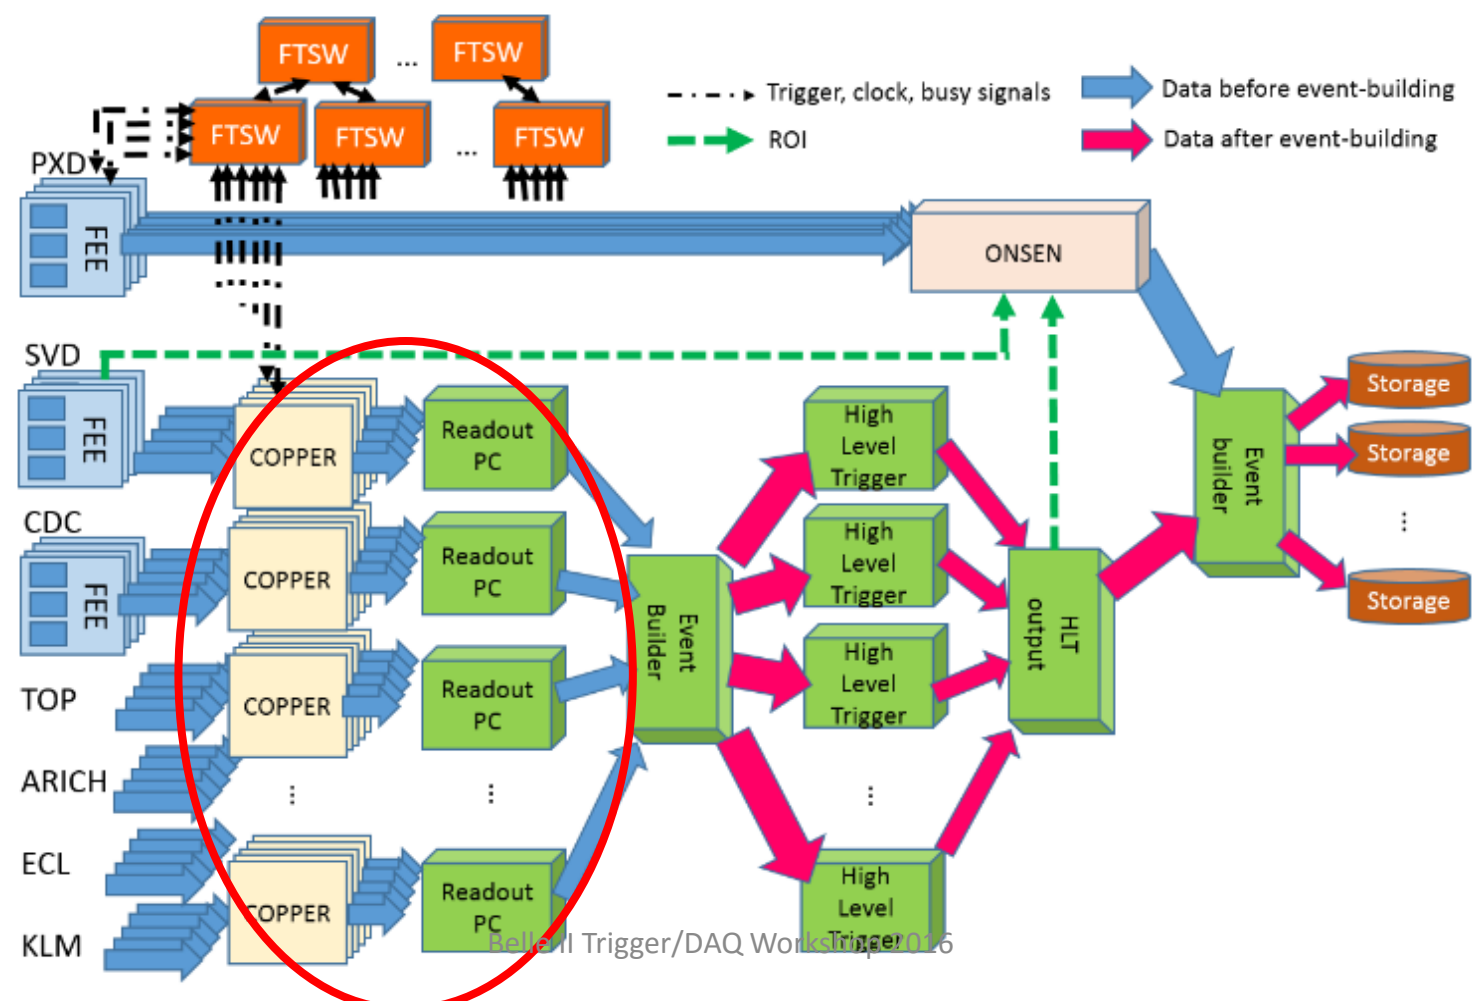 FTSW
...
FTSW
FTSW
FTSW
...
FTSW
Trigger, clock, busy signals
ROI
Data before event-building
Data after event-building
PXD
FEE
ONSEN
SVD
FEE
COPPER
Readout
PC
High
Level
Trigger
Event
builder
Storage
Storage
...
Storage
CDC
FEE
COPPER
Readout
PC
Event
Builder
High
Level
Trigger
HLT
output
TOP
COPPER
Readout
PC
High
Level
Trigger
ARICH
...
...
...
ECL
COPPER
Readout
PC
High
Level
Trigger
KLM
Belle II Trigger/DAQ Workshop 2016